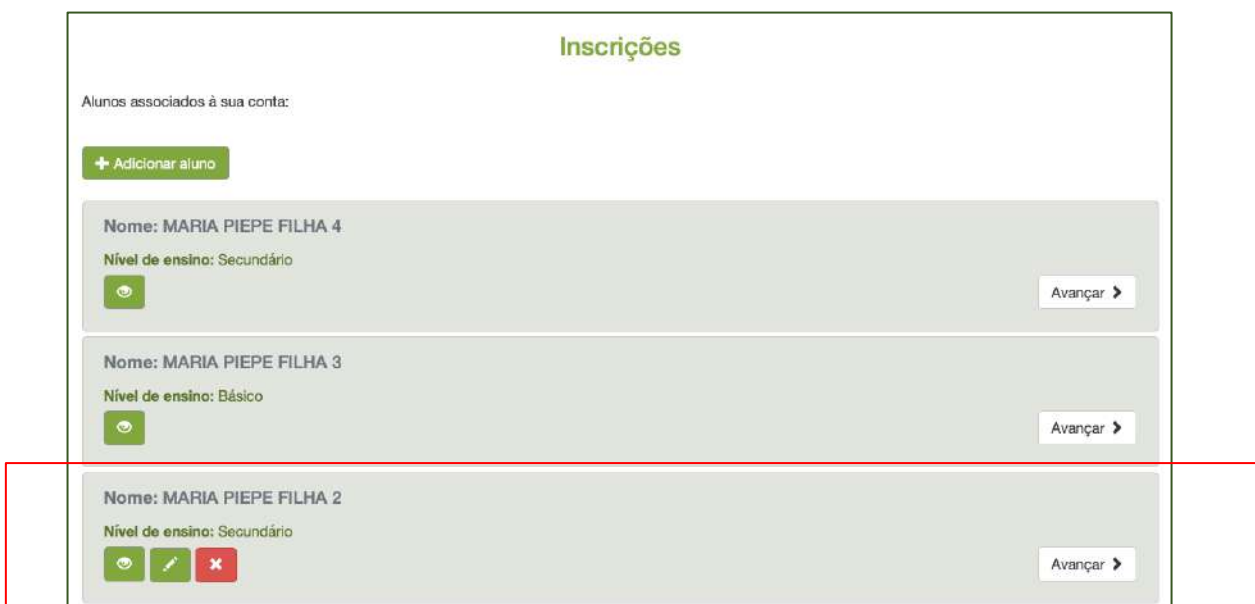 Inscrições
Alunos associados à sua conta:
Adicionar aluno
Nome: MARIA PIEPE FILHA 4
Nível de ensino: Secundário
Avançar
Nome: MARIA PIEPE FILHA 3
Nível de ensino: Básico
Avançar
Nome: MARIA PIEPE FILHA 2
Nível de ensino: Secundário
Avançar